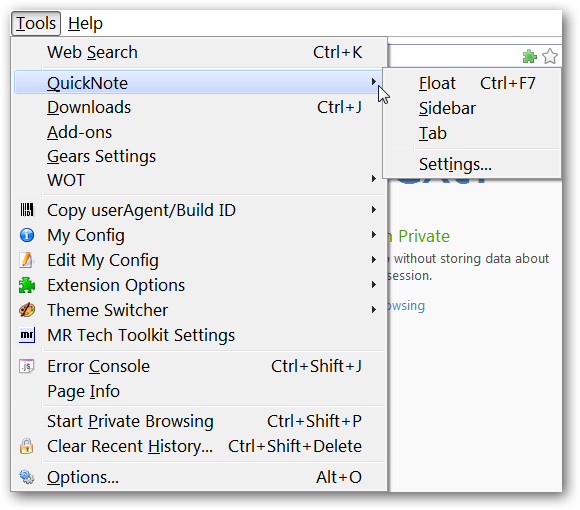 Tools Help
Web Search Ctrl+K
QuickNote
Downloads Ctrl+J
Add-ons
Gears Settings
WOT
Copy userAgent/Build ID
My Config
Edit My Config
Extension Options
Theme Switcher
mr MR Tech Toolkit Settings
JS Error Console Ctrl+Shift+J
Page Info
Start Private Browsing Ctrl+Shift+P
Clear Recent History... Ctrl+Shift+Delete
Options... Alt+O
Float Ctrl+F7
Sidebar
Tab
Settings...
Private
without storing data about
session.